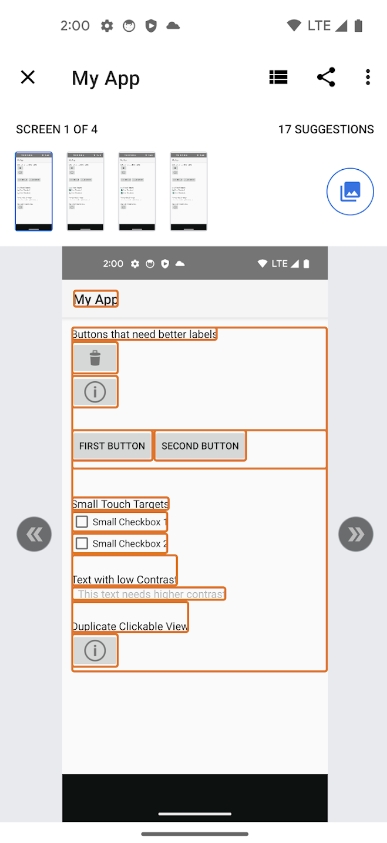 2:00 LTE
My App
SCREEN 1 OF 4 17 SUGGESTIONS
2:00 LTE
My App
Buttons that need better labels
FIRST BUTTON SECOND BUTTON
Small Touch Targets
Small Checkbox 1
Small Checkbox 2
Text with low Contrast
This text needs higher contrast
Duplicate Clickable View